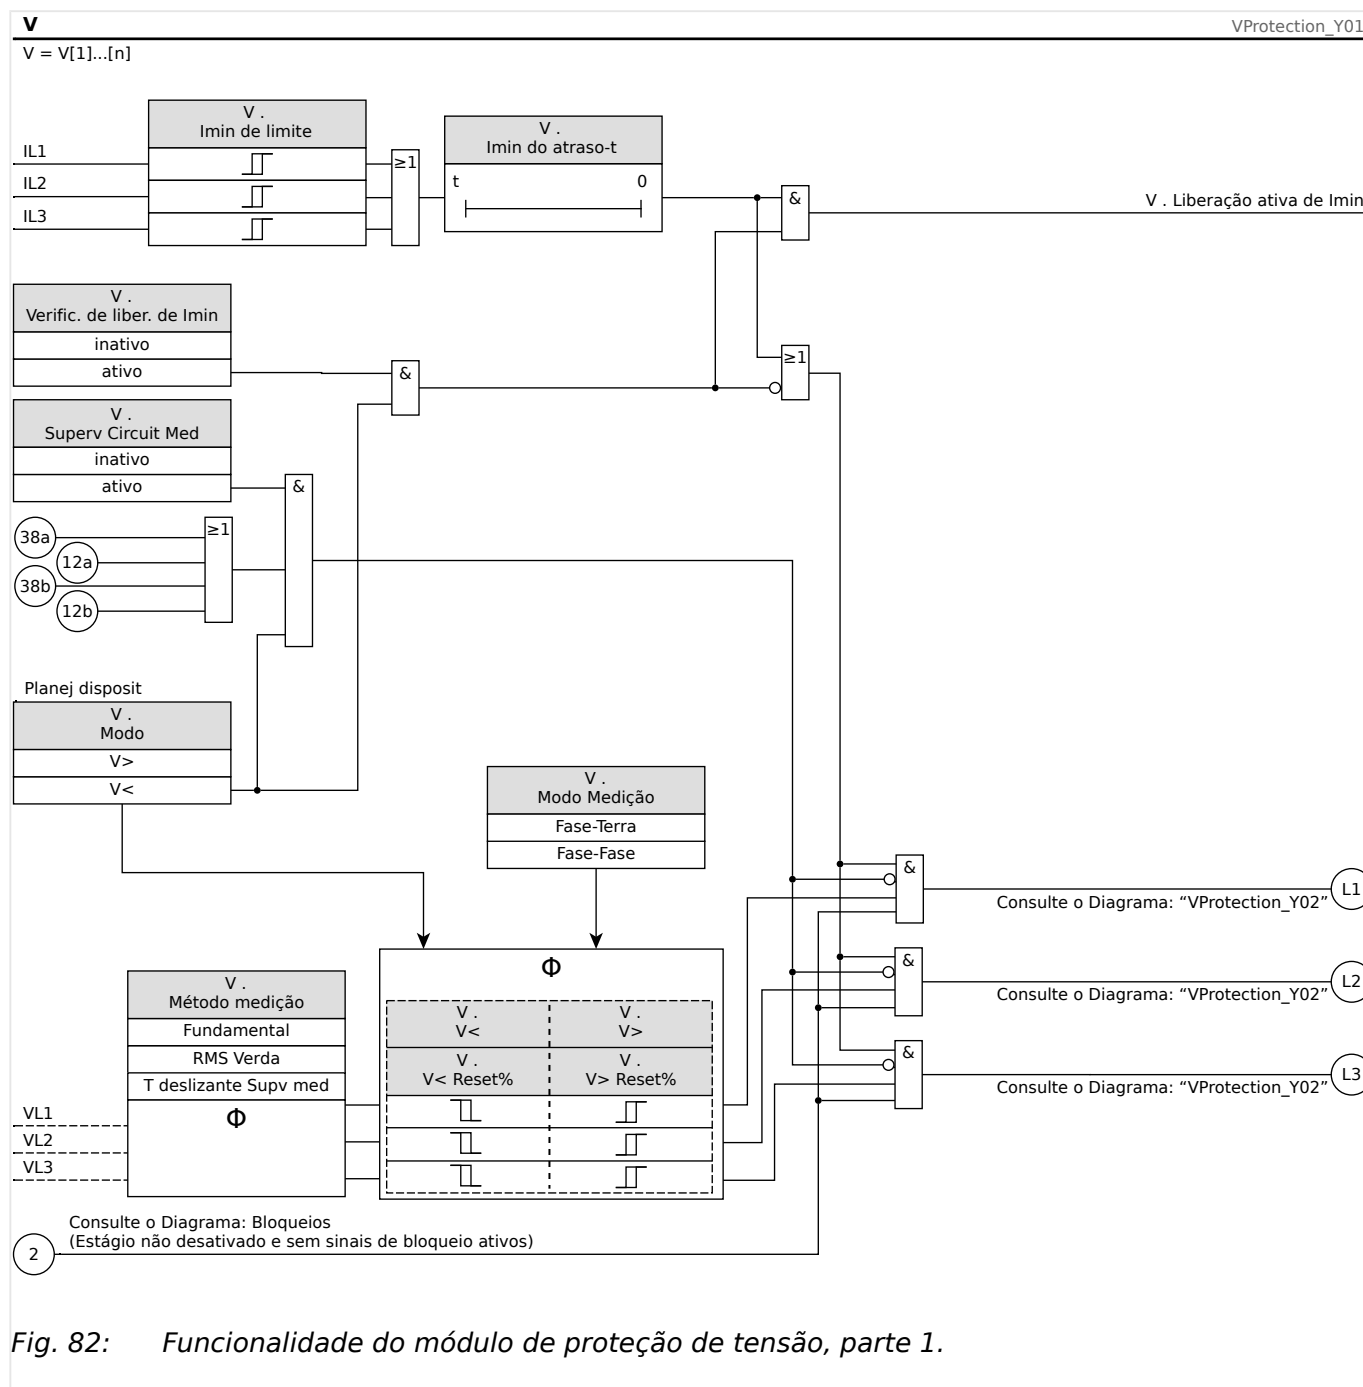 V
VProtection_Y01
V = V[1]...[n]
V .
Imin de limite
IL1
IL2
IL3
≥1
V .
Imin do atraso-t
t 0
&
V . Liberação ativa de Imin
V .
Verific. de liber. de Imin
inativo
ativo
&
≥1
V .
Superv Circuit Med
inativo
ativo
&
≥1
38a
12a
38b
12b
Planej disposit
V .
Modo
V>
V<
V .
Modo Medição
Fase-Terra
Fase-Fase
&
L1
Consulte o Diagrama: “VProtection_Y02”
&
L2
Consulte o Diagrama: “VProtection_Y02”
&
L3
Consulte o Diagrama: “VProtection_Y02”
V .
Método medição
Fundamental
RMS Verda
T deslizante Supv med
Φ
VL1
VL2
VL3
Φ
V .
V<
V .
V>
V .
V< Reset%
V .
V> Reset%
Consulte o Diagrama: Bloqueios
(Estágio não desativado e sem sinais de bloqueio ativos)
2
Fig. 82: Funcionalidade do módulo de proteção de tensão, parte 1.